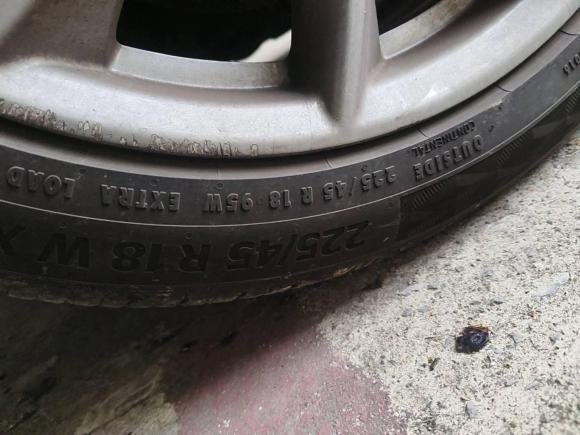 OUTSIDE
CONTINENTAL
225/45 R 18 95W EXTRA LOAD
225/45 R 18 W X